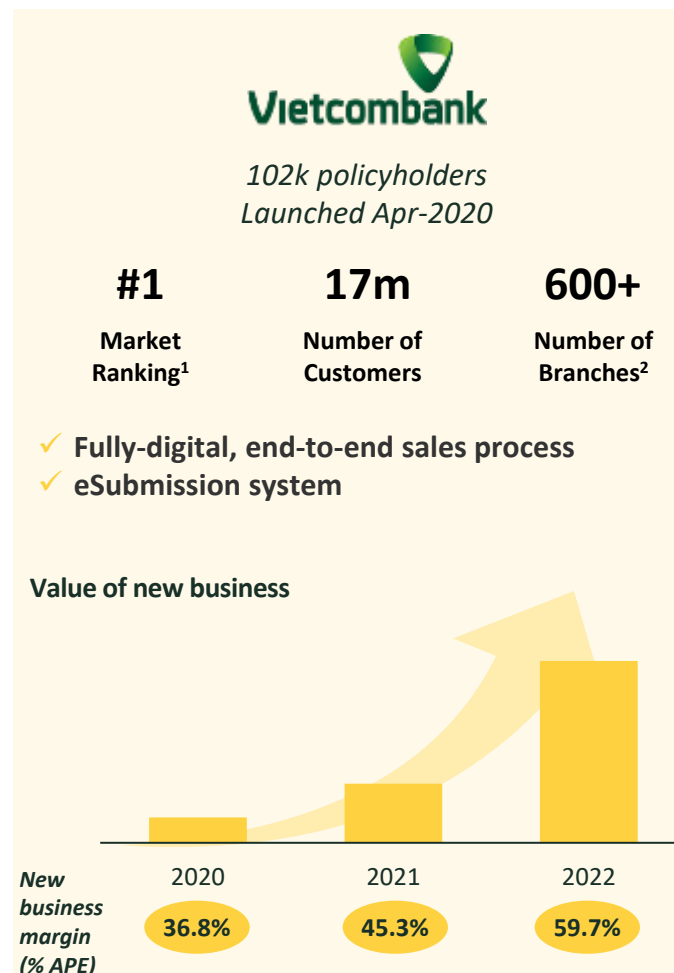 Vietcombank
102k policyholders
Launched Apr-2020
#1
17m
600+
Market
Ranking1
Number of
Customers
Number of
Branches2
✓ Fully-digital, end-to-end sales process
✓ eSubmission system
Value of new business
2020
2021
2022
New
business
margin
(% APE)
36.8%
45.3%
59.7%